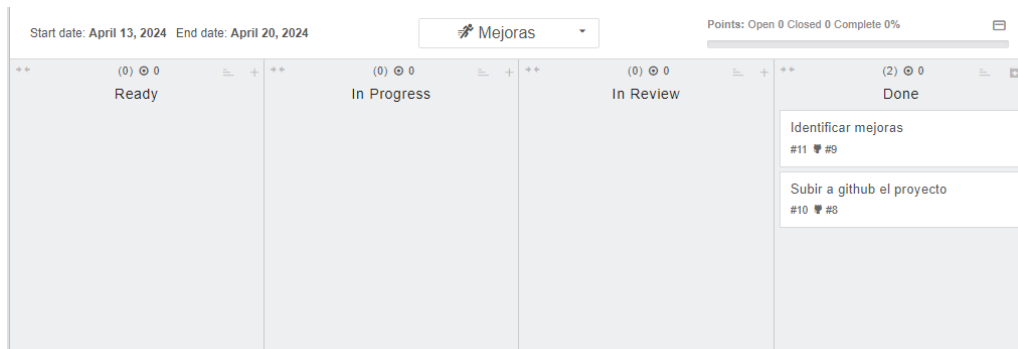 Start date: April 13, 2024 End date: April 20, 2024
Mejoras
Points: Open 0 Closed 0 Complete 0%
(0) 0
Ready
(0) 0
In Progress
(0) 0
In Review
(2) 0
Done
Identificar mejoras
#11 #9
Subir a github el proyecto
#10 #8